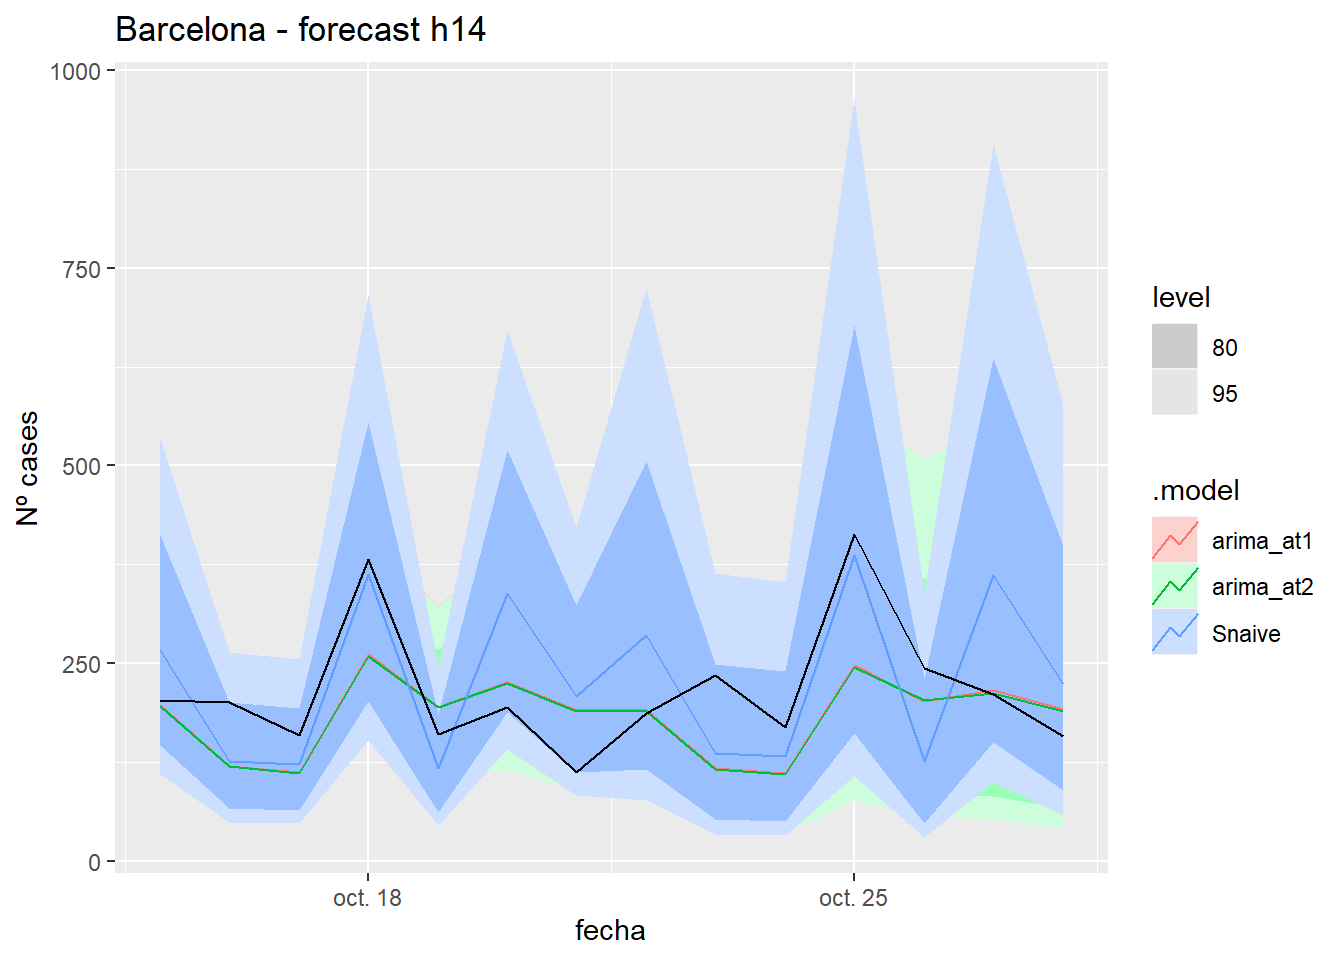 Barcelona - forecast h14
1000
750
500
250
0
Nº cases
oct. 18
oct. 25
fecha
level
80
95
.model
arima_at1
arima_at2
Snaive